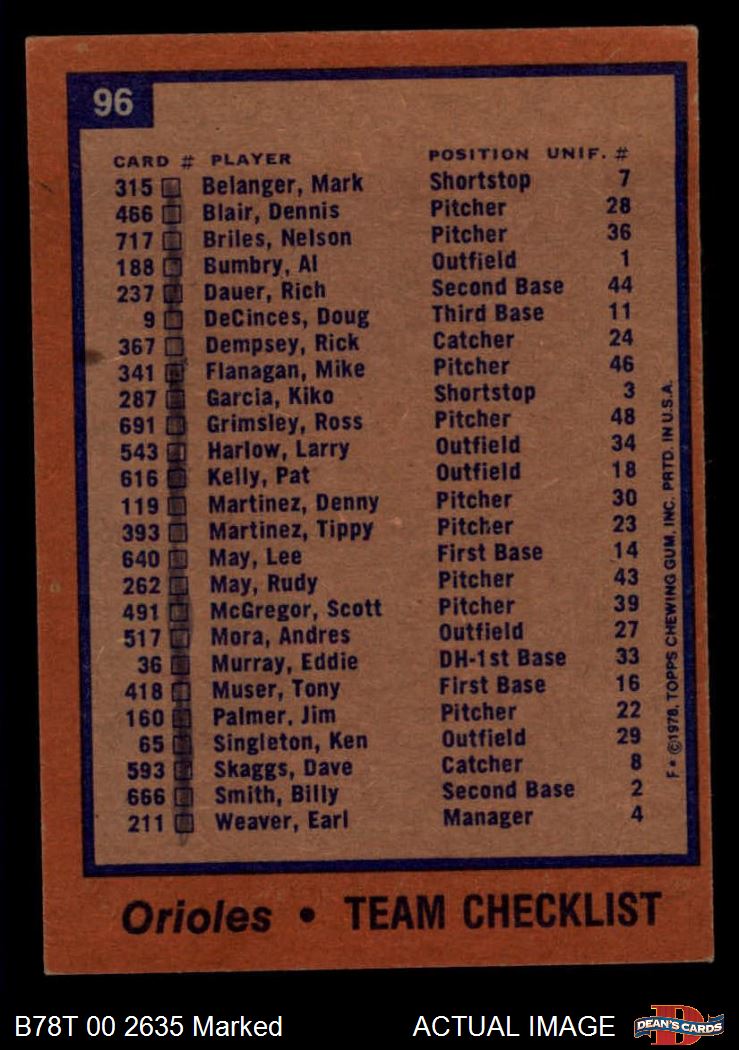 96
CARD # PLAYER POSITION UNIF. #
315 Belanger, Mark Shortstop 7
466 Blair, Dennis Pitcher 28
717 Briles, Nelson Pitcher 36
188 Bumbry, Al Outfield 1
237 Dauer, Rich Second Base 44
9 DeCinces, Doug Third Base 11
367 Dempsey, Rick Catcher 24
341 Flanagan, Mike Pitcher 46
287 Garcia, Kiko Shortstop 3
691 Grimsley, Ross Pitcher 48
543 Harlow, Larry Outfield 34
616 Kelly, Pat Outfield 18
119 Martinez, Denny Pitcher 30
393 Martinez, Tippy Pitcher 23
640 May, Lee First Base 14
262 May, Rudy Pitcher 43
491 McGregor, Scott Pitcher 39
517 Mora, Andres Outfield 27
36 Murray, Eddie DH-1st Base 33
418 Muser, Tony First Base 16
160 Palmer, Jim Pitcher 22
65 Singleton, Ken Outfield 29
593 Skaggs, Dave Catcher 8
666 Smith, Billy Second Base 2
211 Weaver, Earl Manager 4
F* ©1978, TOPPS CHEWING GUM, INC. PRTD. IN U.S.A.
Orioles • TEAM CHECKLIST
B78T 00 2635 Marked ACTUAL IMAGE DEAN'S CARDS